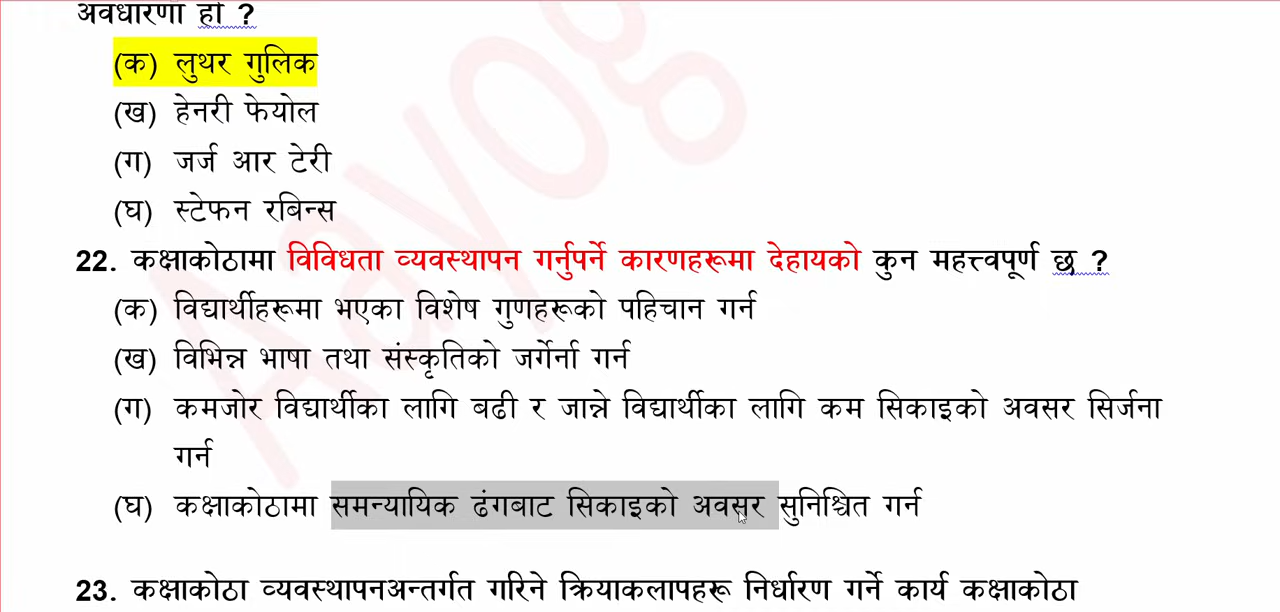 अवधारणा हो ?
(क) लुथर गुलिक
(ख) हेनरी फेयोल
(ग) जर्ज आर टेरी
(घ) स्टेफन रबिन्स
22. कक्षाकोठामा विविधता व्यवस्थापन गर्नुपर्ने कारणहरूमा देहायको कुन महत्त्वपूर्ण छ ?
(क) विद्यार्थीहरूमा भएका विशेष गुणहरूको पहिचान गर्न
(ख) विभिन्न भाषा तथा संस्कृतिको जर्गेर्ना गर्न
(ग) कमजोर विद्यार्थीका लागि बढी र जान्ने विद्यार्थीका लागि कम सिकाइको अवसर सिर्जना
गर्न
(घ) कक्षाकोठामा समन्यायिक ढंगबाट सिकाइको अवसर सुनिश्चित गर्न
23. कक्षाकोठा व्यवस्थापनअन्तर्गत गरिने क्रियाकलापहरू निर्धारण गर्ने कार्य कक्षाकोठा
Aayog